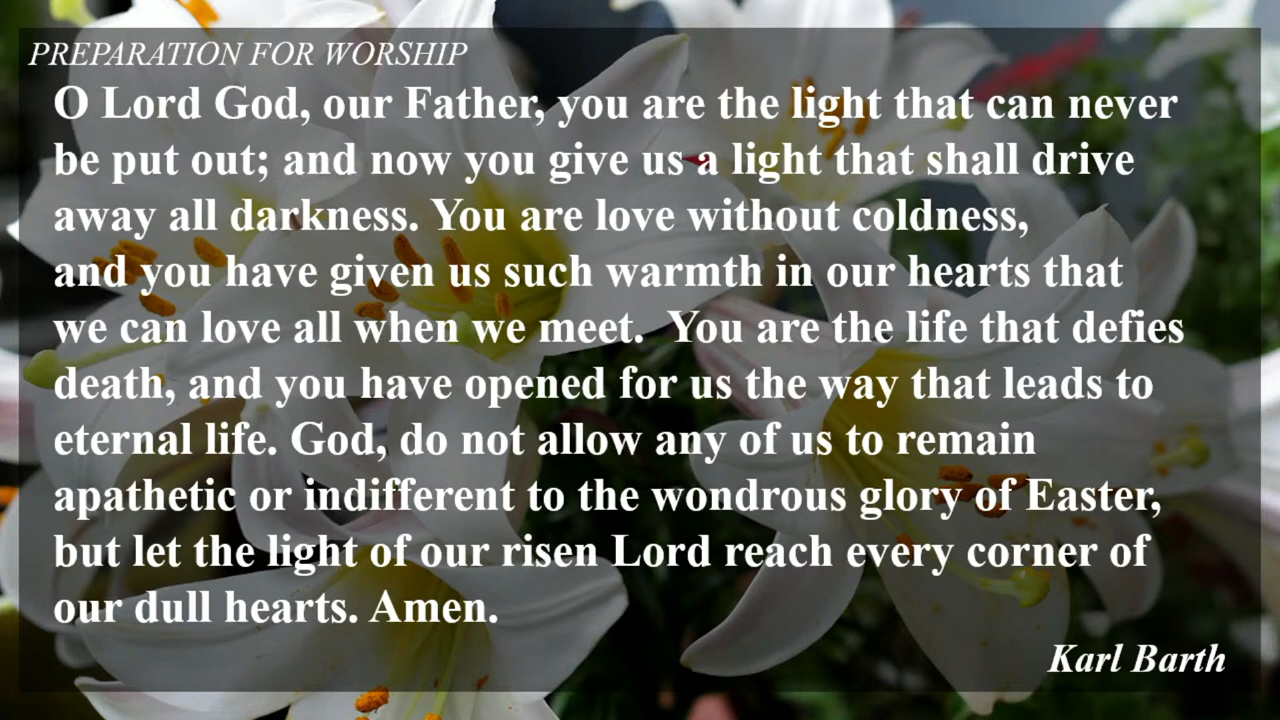 PREPARATION FOR WORSHIP
O Lord God, our Father, you are the light that can never
be put out; and now you give us a light that shall drive
away all darkness. You are love without coldness,
and you have given us such warmth in our hearts that
we can love all when we meet.  You are the life that defies
death, and you have opened for us the way that leads to
eternal life. God, do not allow any of us to remain
apathetic or indifferent to the wondrous glory of Easter,
but let the light of our risen Lord reach every corner of
our dull hearts. Amen.
Karl Barth